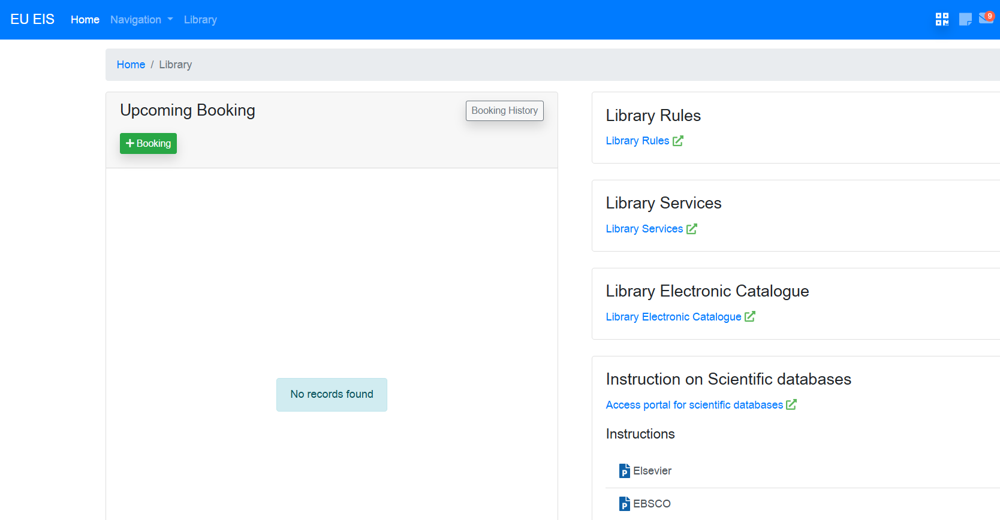 EU EIS Home Navigation Library 9
Home / Library
Upcoming Booking
Booking History
Booking
No records found
Library Rules
Library Rules
Library Services
Library Services
Library Electronic Catalogue
Library Electronic Catalogue
Instruction on Scientific databases
Access portal for scientific databases
Instructions
P Elsevier
P EBSCO